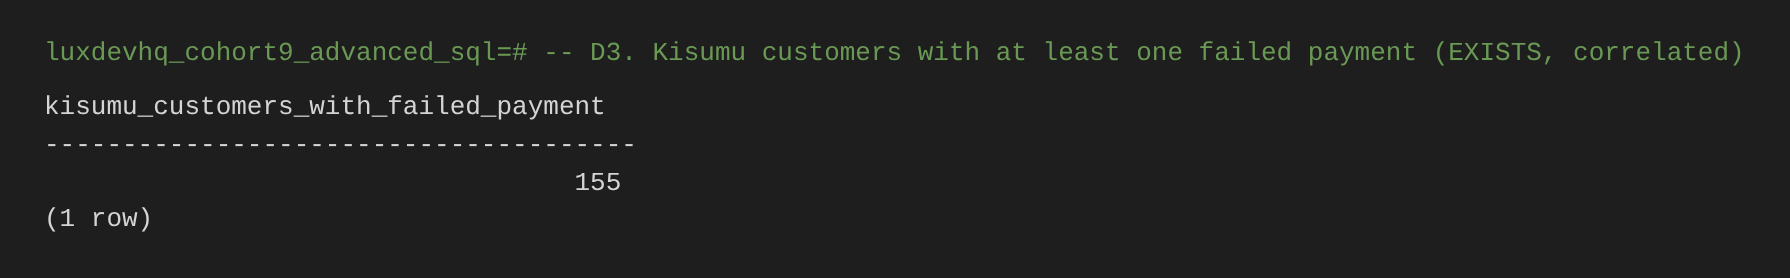 luxdevhq_cohort9_advanced_sql=# -- D3. Kisumu customers with at least one failed payment (EXISTS, correlated)
kisumu_customers_with_failed_payment
--------------------------------------
155
(1 row)